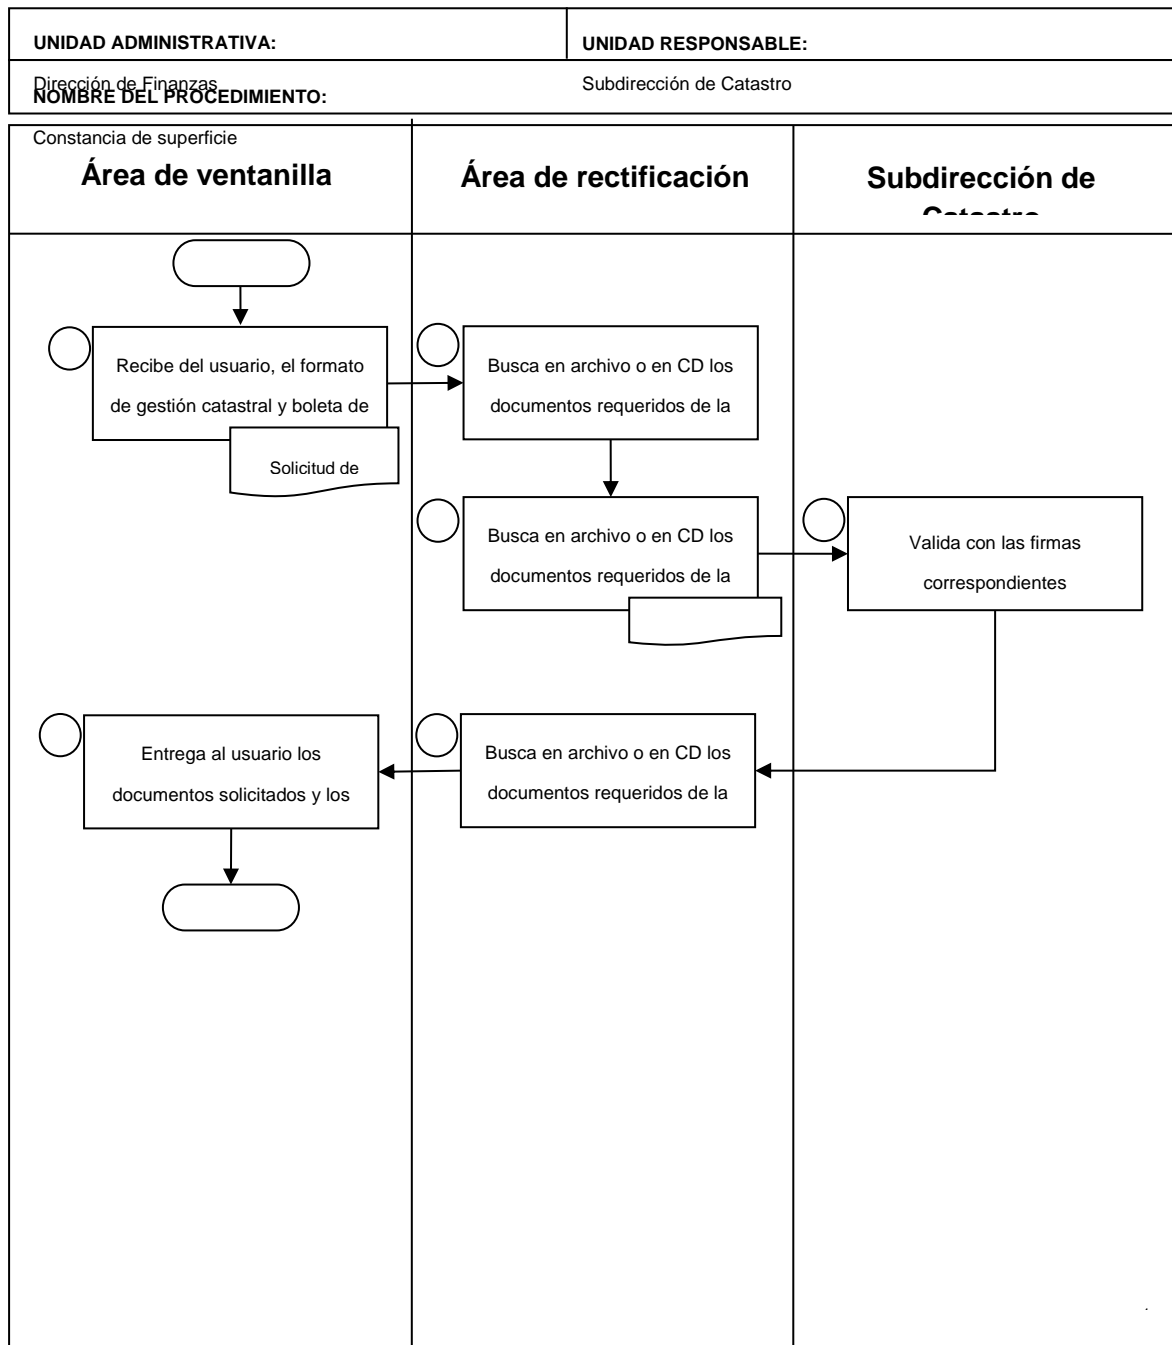 UNIDAD ADMINISTRATIVA:
UNIDAD RESPONSABLE:
Dirección de Finanzas
Subdirección de Catastro
NOMBRE DEL PROCEDIMIENTO:
Constancia de superficie
Área de ventanilla
Área de rectificación
Subdirección de
Catastro
Recibe del usuario, el formato
de gestión catastral y boleta de
Solicitud de
Busca en archivo o en CD los
documentos requeridos de la
Busca en archivo o en CD los
documentos requeridos de la
Valida con las firmas
correspondientes
Busca en archivo o en CD los
documentos requeridos de la
Entrega al usuario los
documentos solicitados y los